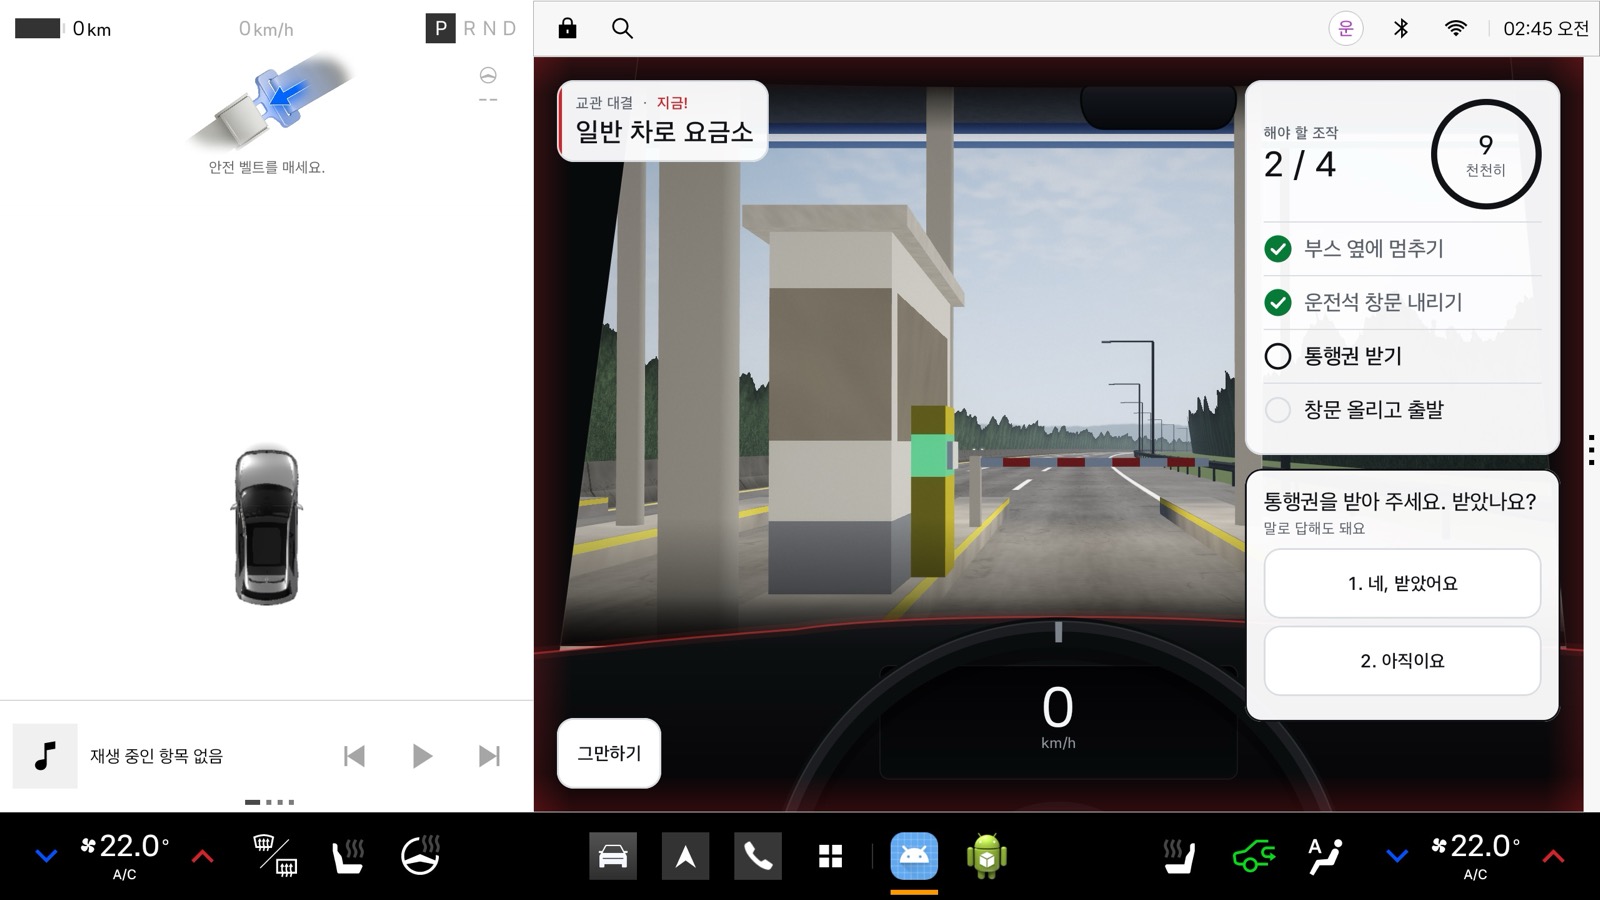 0 km
0 km/h
P R N D
안전 벨트를 매세요.
재생 중인 항목 없음
운
02:45 오전
교관 대결 · 지금!
일반 차로 요금소
해야 할 조작
2 / 4
9
천천히
부스 옆에 멈추기
운전석 창문 내리기
통행권 받기
창문 올리고 출발
통행권을 받아 주세요. 받았나요?
말로 답해도 돼요
1. 네, 받았어요
2. 아직이요
0
km/h
그만하기
22.0°
A/C
A
22.0°
A/C